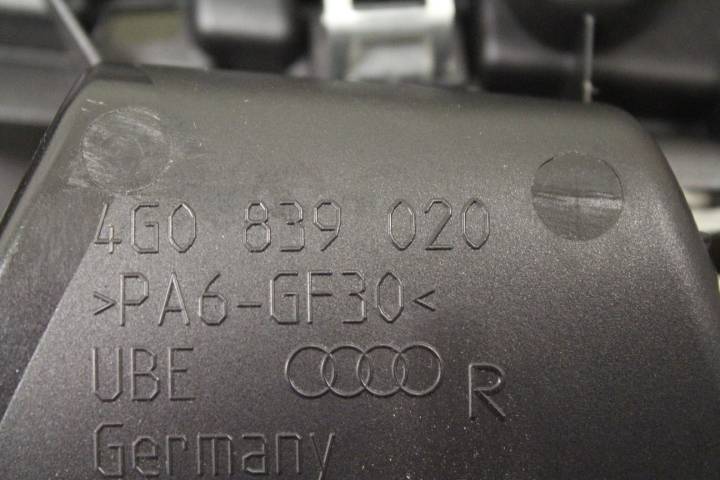 4G0 839 020
>PA6-GF30<
UBE R
Germany